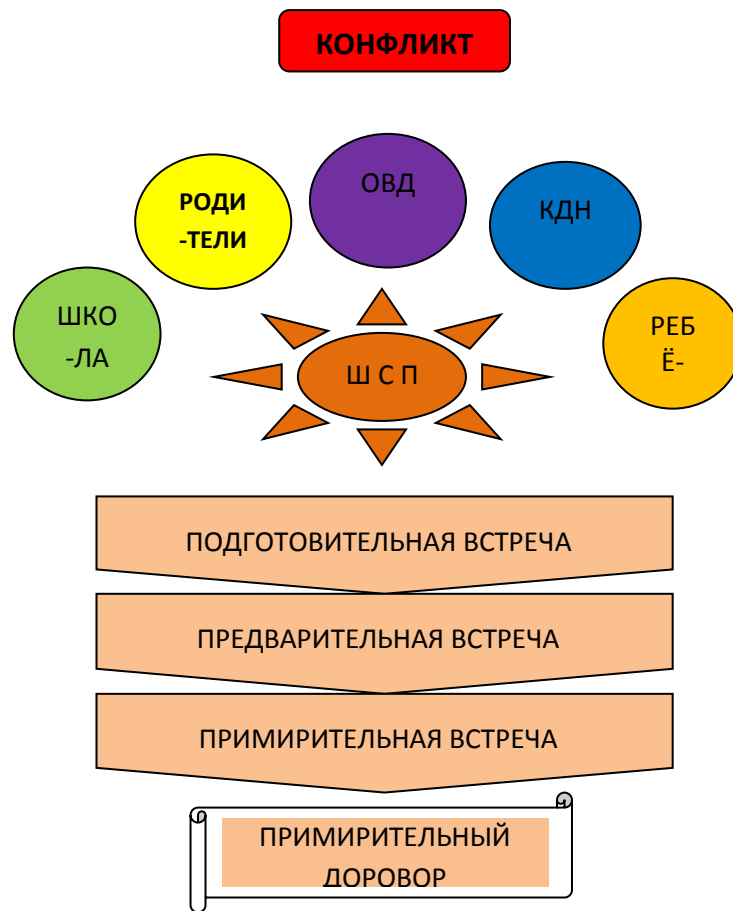 КОНФЛИКТ
ОВД
РОДИ
-ТЕЛИ
КДН
ШКО
-ЛА
РЕБ
Ё-
Ш С П
ПОДГОТОВИТЕЛЬНАЯ ВСТРЕЧА
ПРЕДВАРИТЕЛЬНАЯ ВСТРЕЧА
ПРИМИРИТЕЛЬНАЯ ВСТРЕЧА
ПРИМИРИТЕЛЬНЫЙ
ДОРОВОР